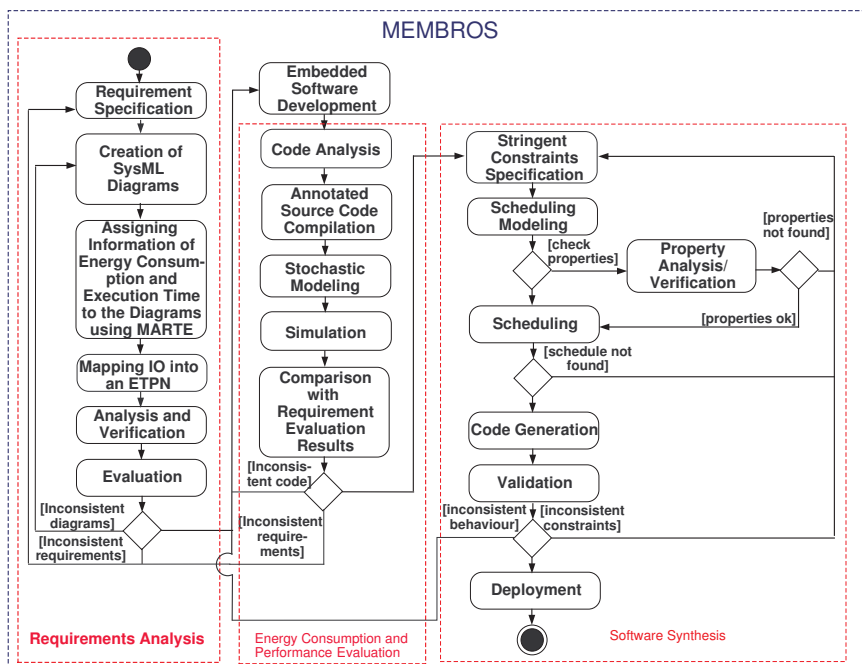 MEMBROS
Requirement
Specification
Creation of
SysML
Diagrams
Assigning
Information of
Energy Consum-
ption and
Execution Time
to the Diagrams
using MARTE
Mapping IO into
an ETPN
Analysis and
Verification
Evaluation
[Inconsistent
diagrams]
[Inconsistent
requirements]
Requirements Analysis
Embedded
Software
Development
Code Analysis
Annotated
Source Code
Compilation
Stochastic
Modeling
Simulation
Comparison with
Requirement
Evaluation
Results
[Inconsis-
tent code]
[Inconsistent
require-
ments]
Energy Consumption and
Performance Evaluation
Stringent
Constraints
Specification
Scheduling
Modeling
[check
properties]
Property
Analysis/
Verification
[properties
not found]
[properties ok]
Scheduling
[schedule not
found]
Code Generation
Validation
[inconsistent
behaviour]
[inconsistent
constraints]
Deployment
Software Synthesis